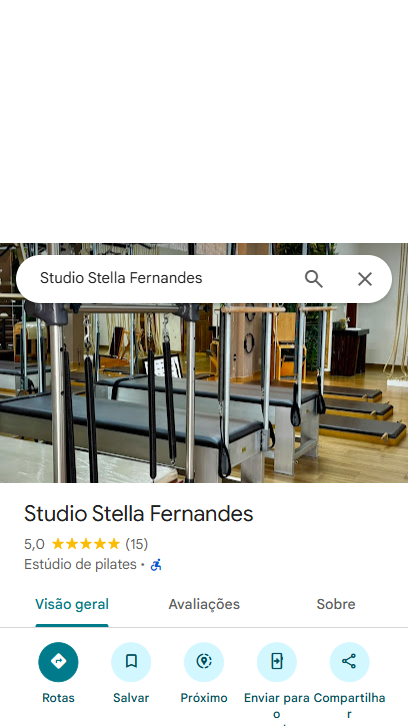 Studio Stella Fernandes
Studio Stella Fernandes
5,0 (15)
Estúdio de pilates ·
Visão geral Avaliações Sobre
Rotas Salvar Próximo Enviar para Compartilha
o r